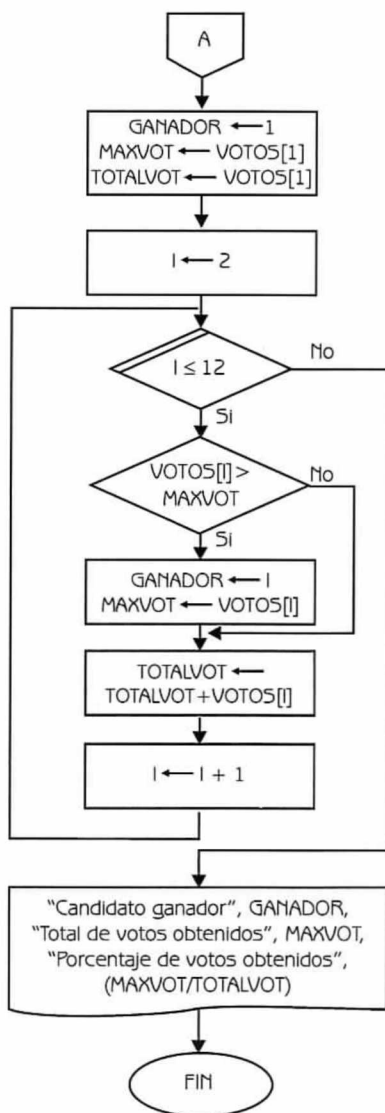 A
GANADOR ← 1
MAXVOT ← VOTOS[1]
TOTALVOT ← VOTOS[1]
I ← 2
I ≤ 12
No
Si
VOTOS[I] >
MAXVOT
No
Si
GANADOR ← I
MAXVOT ← VOTOS[I]
TOTALVOT ←
TOTALVOT+VOTOS[I]
I ← I + 1
“Candidato ganador”, GANADOR,
“Total de votos obtenidos”, MAXVOT,
“Porcentaje de votos obtenidos”,
(MAXVOT/TOTALVOT)
FIN